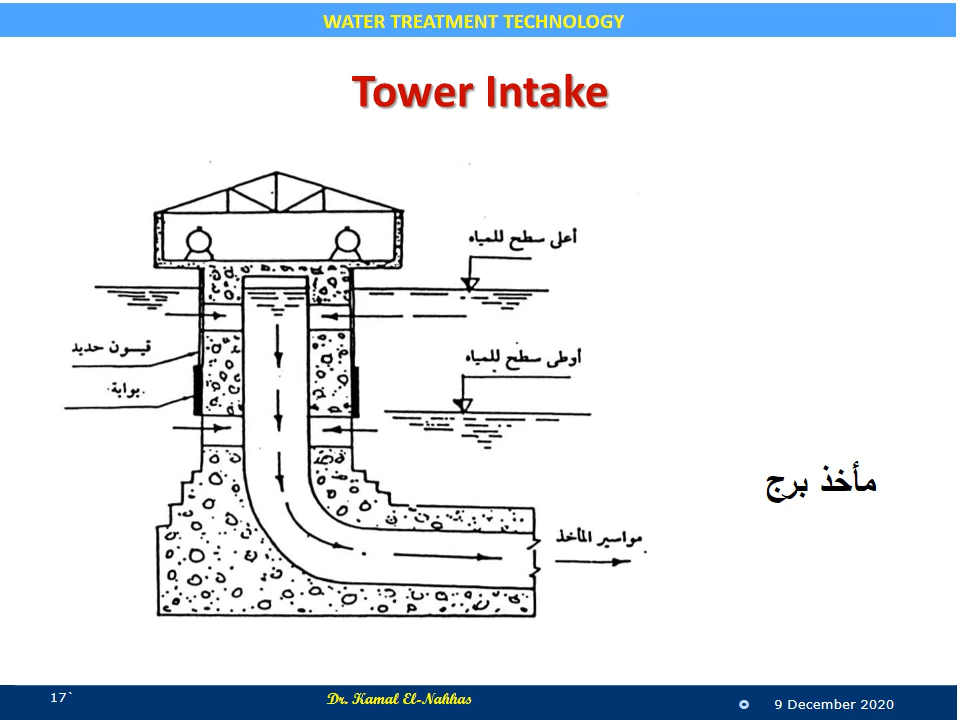 WATER TREATMENT TECHNOLOGY
Tower Intake
أعلى سطح للمياه
قيسون حديد
أوطى سطح للمياه
بوابة
مأخذ برج
مواسير المأخذ
17`
Dr. Kamal El-Nahhas
9 December 2020